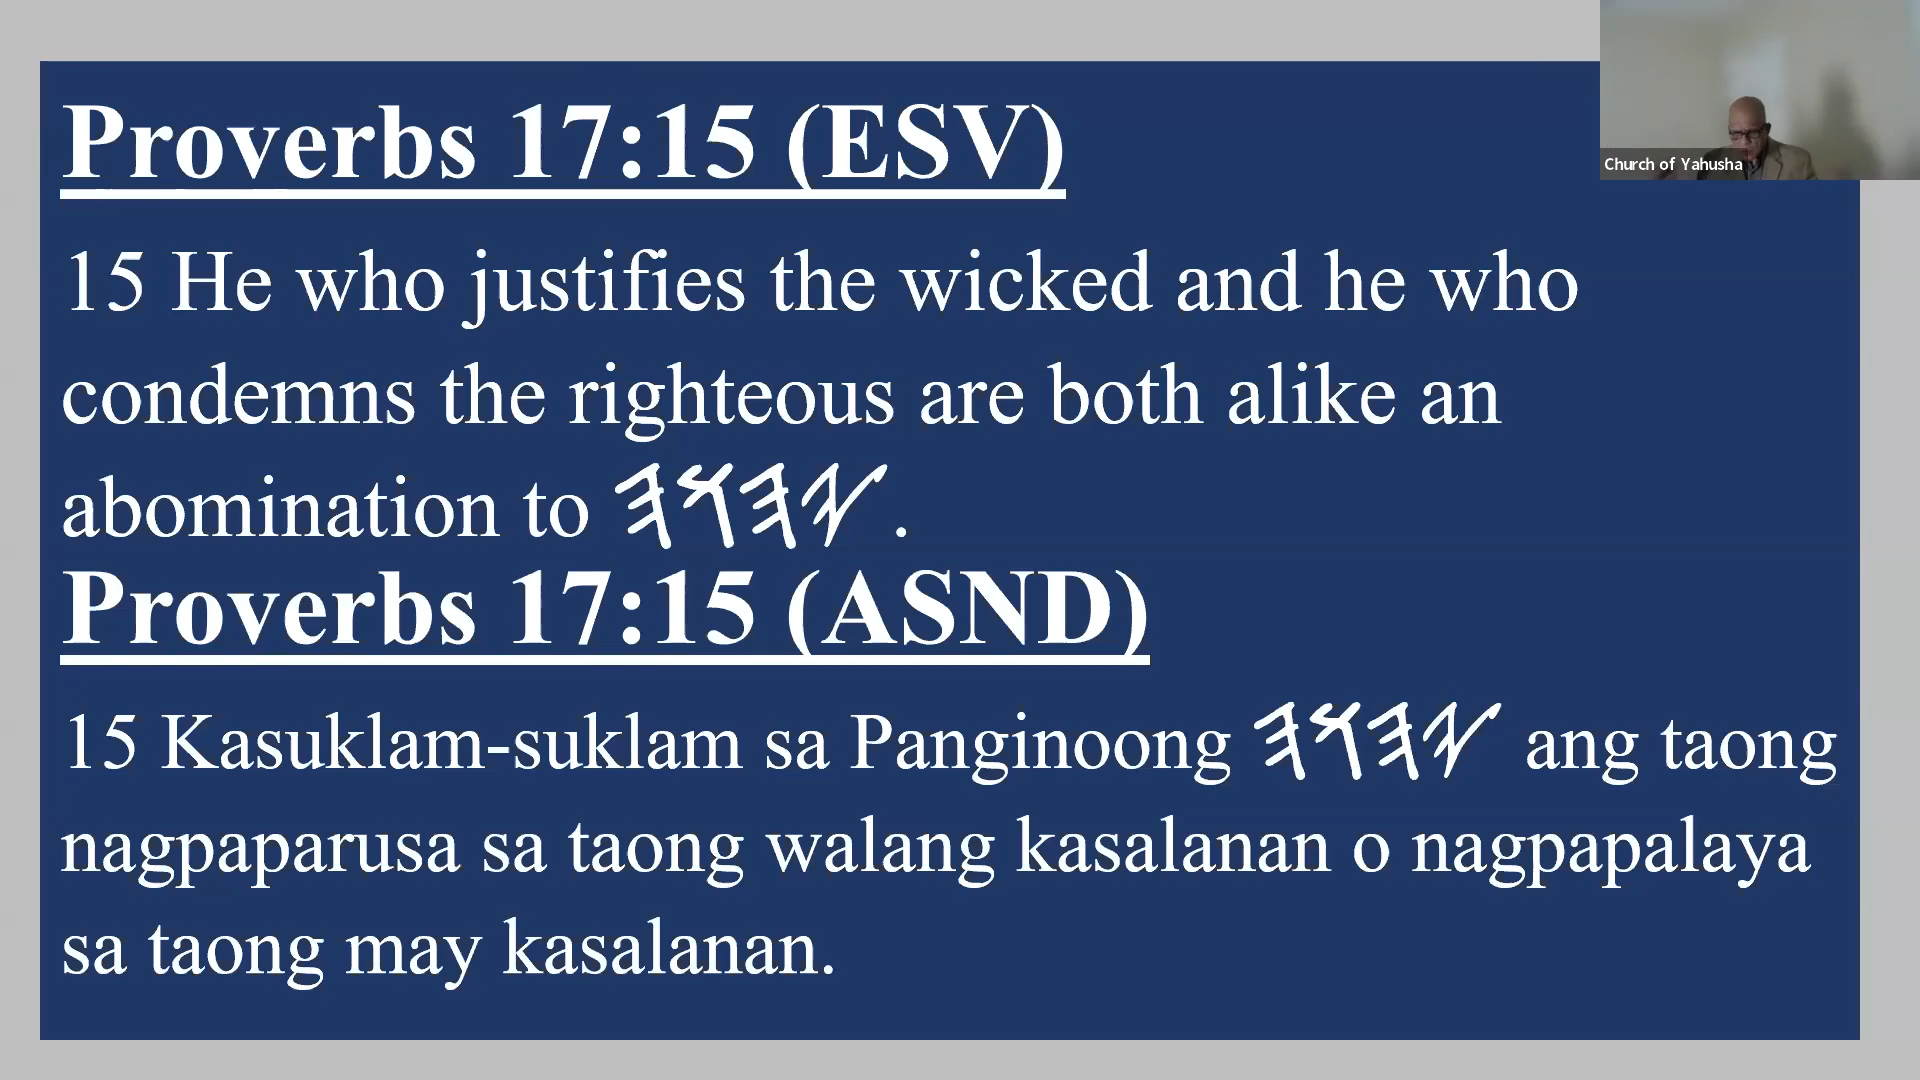 Proverbs 17:15 (ESV)
15 He who justifies the wicked and he who
condemns the righteous are both alike an
abomination to 𐤉𐤄𐤅𐤄 .
Proverbs 17:15 (ASND)
15 Kasuklam-suklam sa Panginoong 𐤉𐤄𐤅𐤄 ang taong
nagpaparusa sa taong walang kasalanan o nagpapalaya
sa taong may kasalanan.
Church of Yahusha